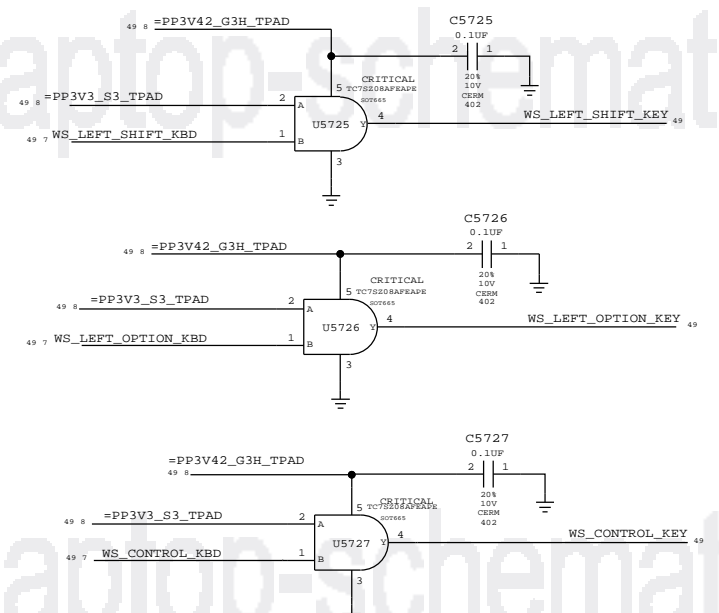 C5725
49 8 =PP3V42_G3H_TPAD
0.1UF
2 1
CRITICAL
5 TC7SZ08AFEAPE
SOT665
20%
10V
CERM
402
49 8 =PP3V3_S3_TPAD
2
A
4
WS_LEFT_SHIFT_KEY 49
U5725 Y
49 7 WS_LEFT_SHIFT_KBD
1
B
3
C5726
0.1UF
49 8 =PP3V42_G3H_TPAD
2 1
CRITICAL
5 TC7SZ08AFEAPE
SOT665
20%
10V
CERM
402
49 8 =PP3V3_S3_TPAD
2
A
4
WS_LEFT_OPTION_KEY 49
U5726 Y
49 7 WS_LEFT_OPTION_KBD
1
B
3
C5727
0.1UF
=PP3V42_G3H_TPAD
49 8
2 1
CRITICAL
5 TC7SZ08AFEAPE
SOT665
20%
10V
CERM
402
49 8 =PP3V3_S3_TPAD
2
A
4
WS_CONTROL_KEY 49
U5727 Y
49 7 WS_CONTROL_KBD
1
B
3
aptop-schemat
aptop-schemat